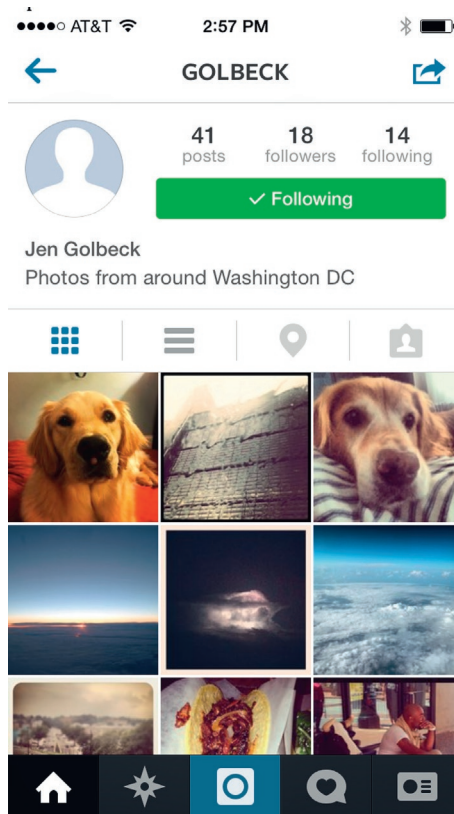 AT&T 2:57 PM
GOLBECK
41 18 14
posts followers following
✓ Following
Jen Golbeck
Photos from around Washington DC